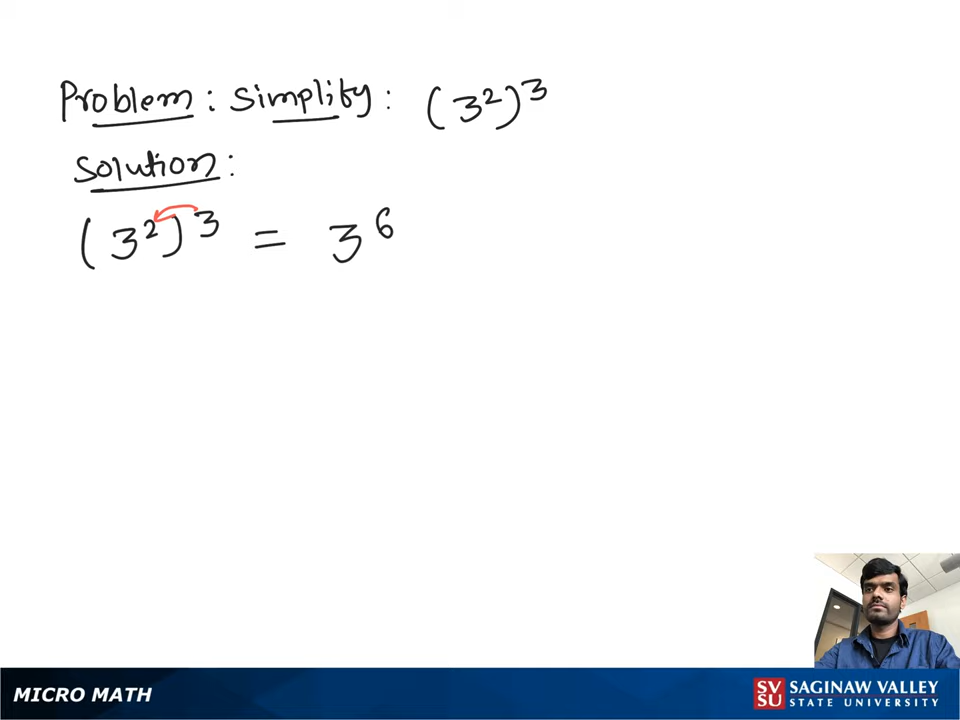 Problem: Simplify: (3²)³
Solution:
(3²)³ = 3⁶
MICRO MATH
SV SU SAGINAW VALLEY
STATE UNIVERSITY